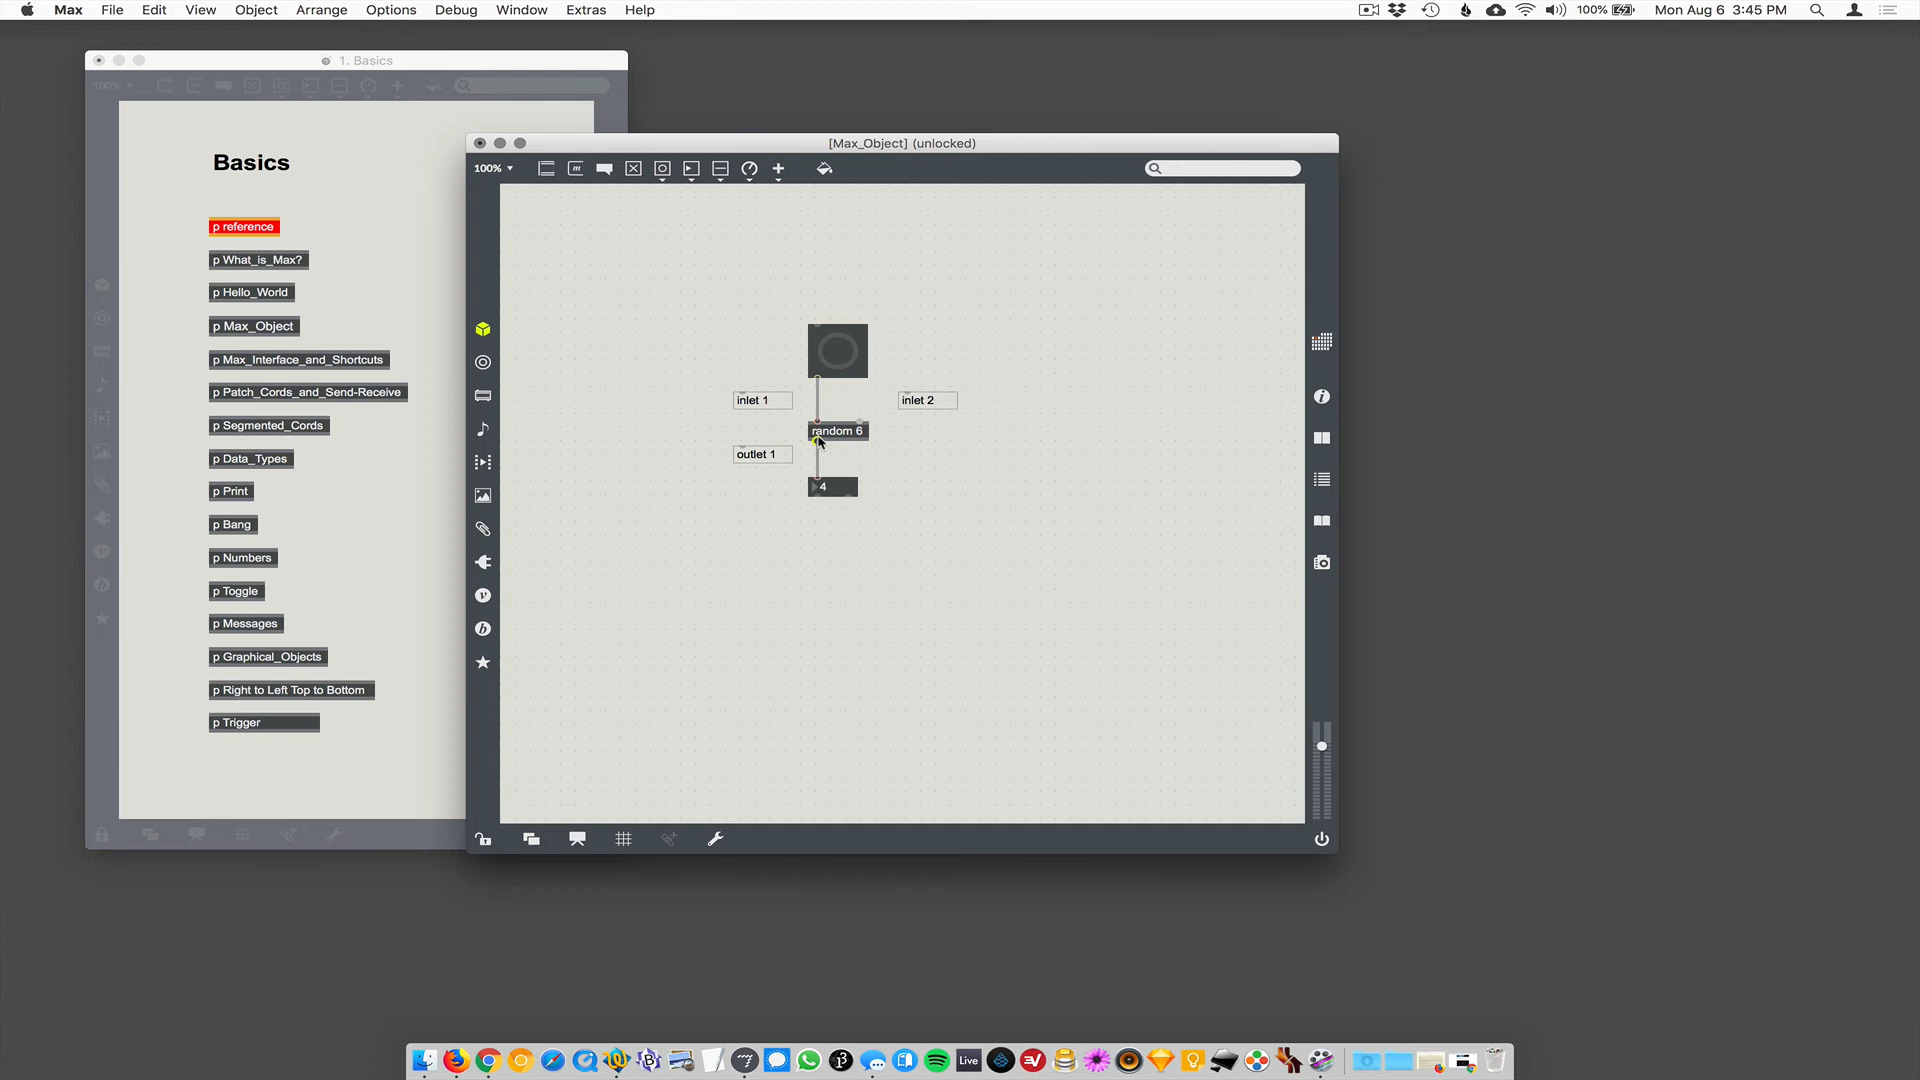 Max File Edit View Object Arrange Options Debug Window Extras Help 100% Mon Aug 6 3:45 PM
1. Basics
100%
[Max_Object] (unlocked)
100%
Basics
p reference
p What_is_Max?
p Hello_World
p Max_Object
p Max_Interface_and_Shortcuts
p Patch_Cords_and_Send-Receive
p Segmented_Cords
p Data_Types
p Print
p Bang
p Numbers
p Toggle
p Messages
p Graphical_Objects
p Right to Left Top to Bottom
p Trigger
inlet 1
inlet 2
random 6
outlet 1
4
Live